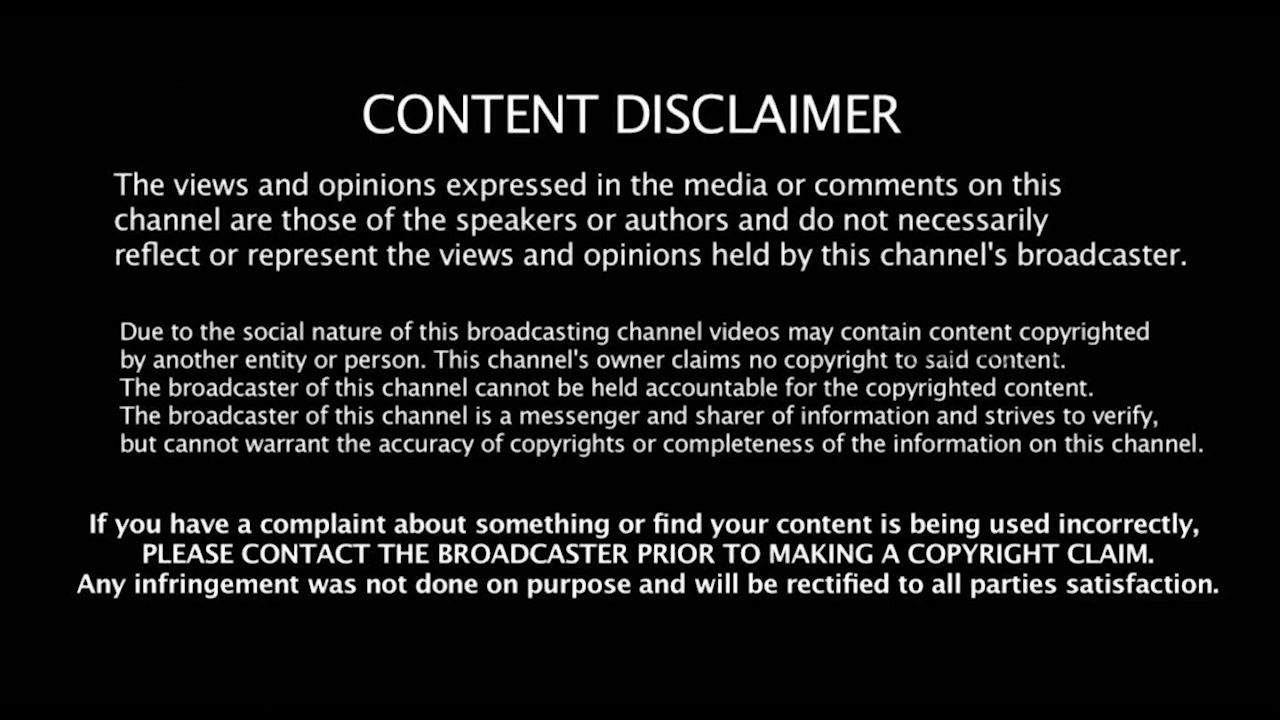 CONTENT DISCLAIMER
The views and opinions expressed in the media or comments on this
channel are those of the speakers or authors and do not necessarily
reflect or represent the views and opinions held by this channel's broadcaster.
Due to the social nature of this broadcasting channel videos may contain content copyrighted
by another entity or person. This channel's owner claims no copyright to said content.
The broadcaster of this channel cannot be held accountable for the copyrighted content.
The broadcaster of this channel is a messenger and sharer of information and strives to verify,
but cannot warrant the accuracy of copyrights or completeness of the information on this channel.
If you have a complaint about something or find your content is being used incorrectly,
PLEASE CONTACT THE BROADCASTER PRIOR TO MAKING A COPYRIGHT CLAIM.
Any infringement was not done on purpose and will be rectified to all parties satisfaction.